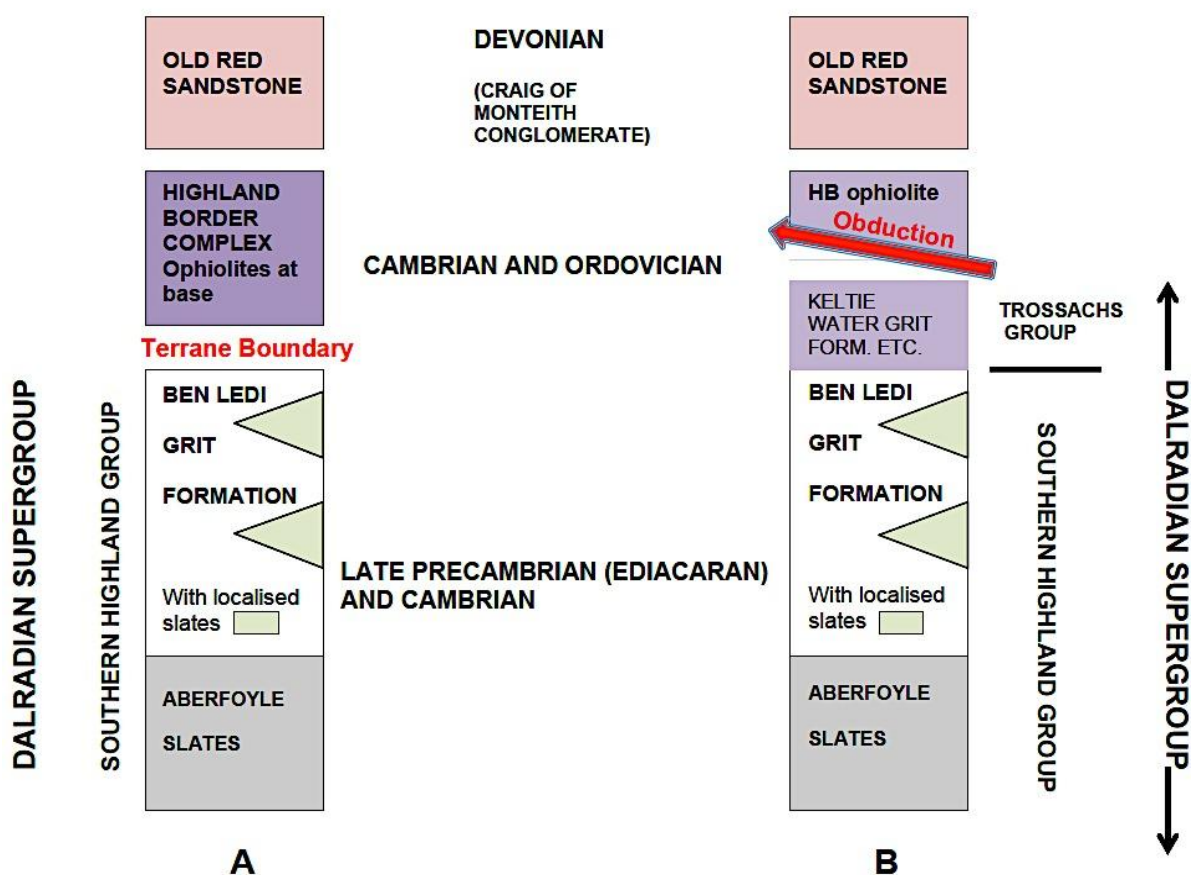 OLD RED
SANDSTONE
DEVONIAN
(CRAIG OF
MONTEITH
CONGLOMERATE)
OLD RED
SANDSTONE
HIGHLAND
BORDER
COMPLEX
Ophiolites at
base
HB ophiolite
Obduction
CAMBRIAN AND ORDOVICIAN
KELTIE
WATER GRIT
FORM. ETC.
TROSSACHS
GROUP
Terrane Boundary
DALRADIAN SUPERGROUP
SOUTHERN HIGHLAND GROUP
BEN LEDI
GRIT
FORMATION
With localised
slates
LATE PRECAMBRIAN (EDIACARAN)
AND CAMBRIAN
BEN LEDI
GRIT
FORMATION
With localised
slates
SOUTHERN HIGHLAND GROUP
DALRADIAN SUPERGROUP
ABERFOYLE
SLATES
ABERFOYLE
SLATES
A
B